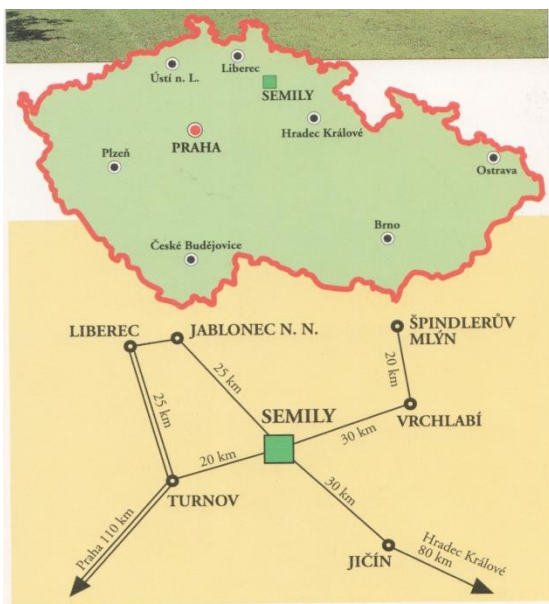 Liberec
Ústí n. L.
SEMILY
Hradec Králové
PRAHA
Ostrava
Plzeň
Brno
České Budějovice
ŠPINDLERŮV
MLÝN
LIBEREC
JABLONEC N. N.
20 km
25 km
25 km
SEMILY
VRCHLABÍ
30 km
20 km
TURNOV
30 km
Praha 110 km
JIČÍN
Hradec Králové
80 km